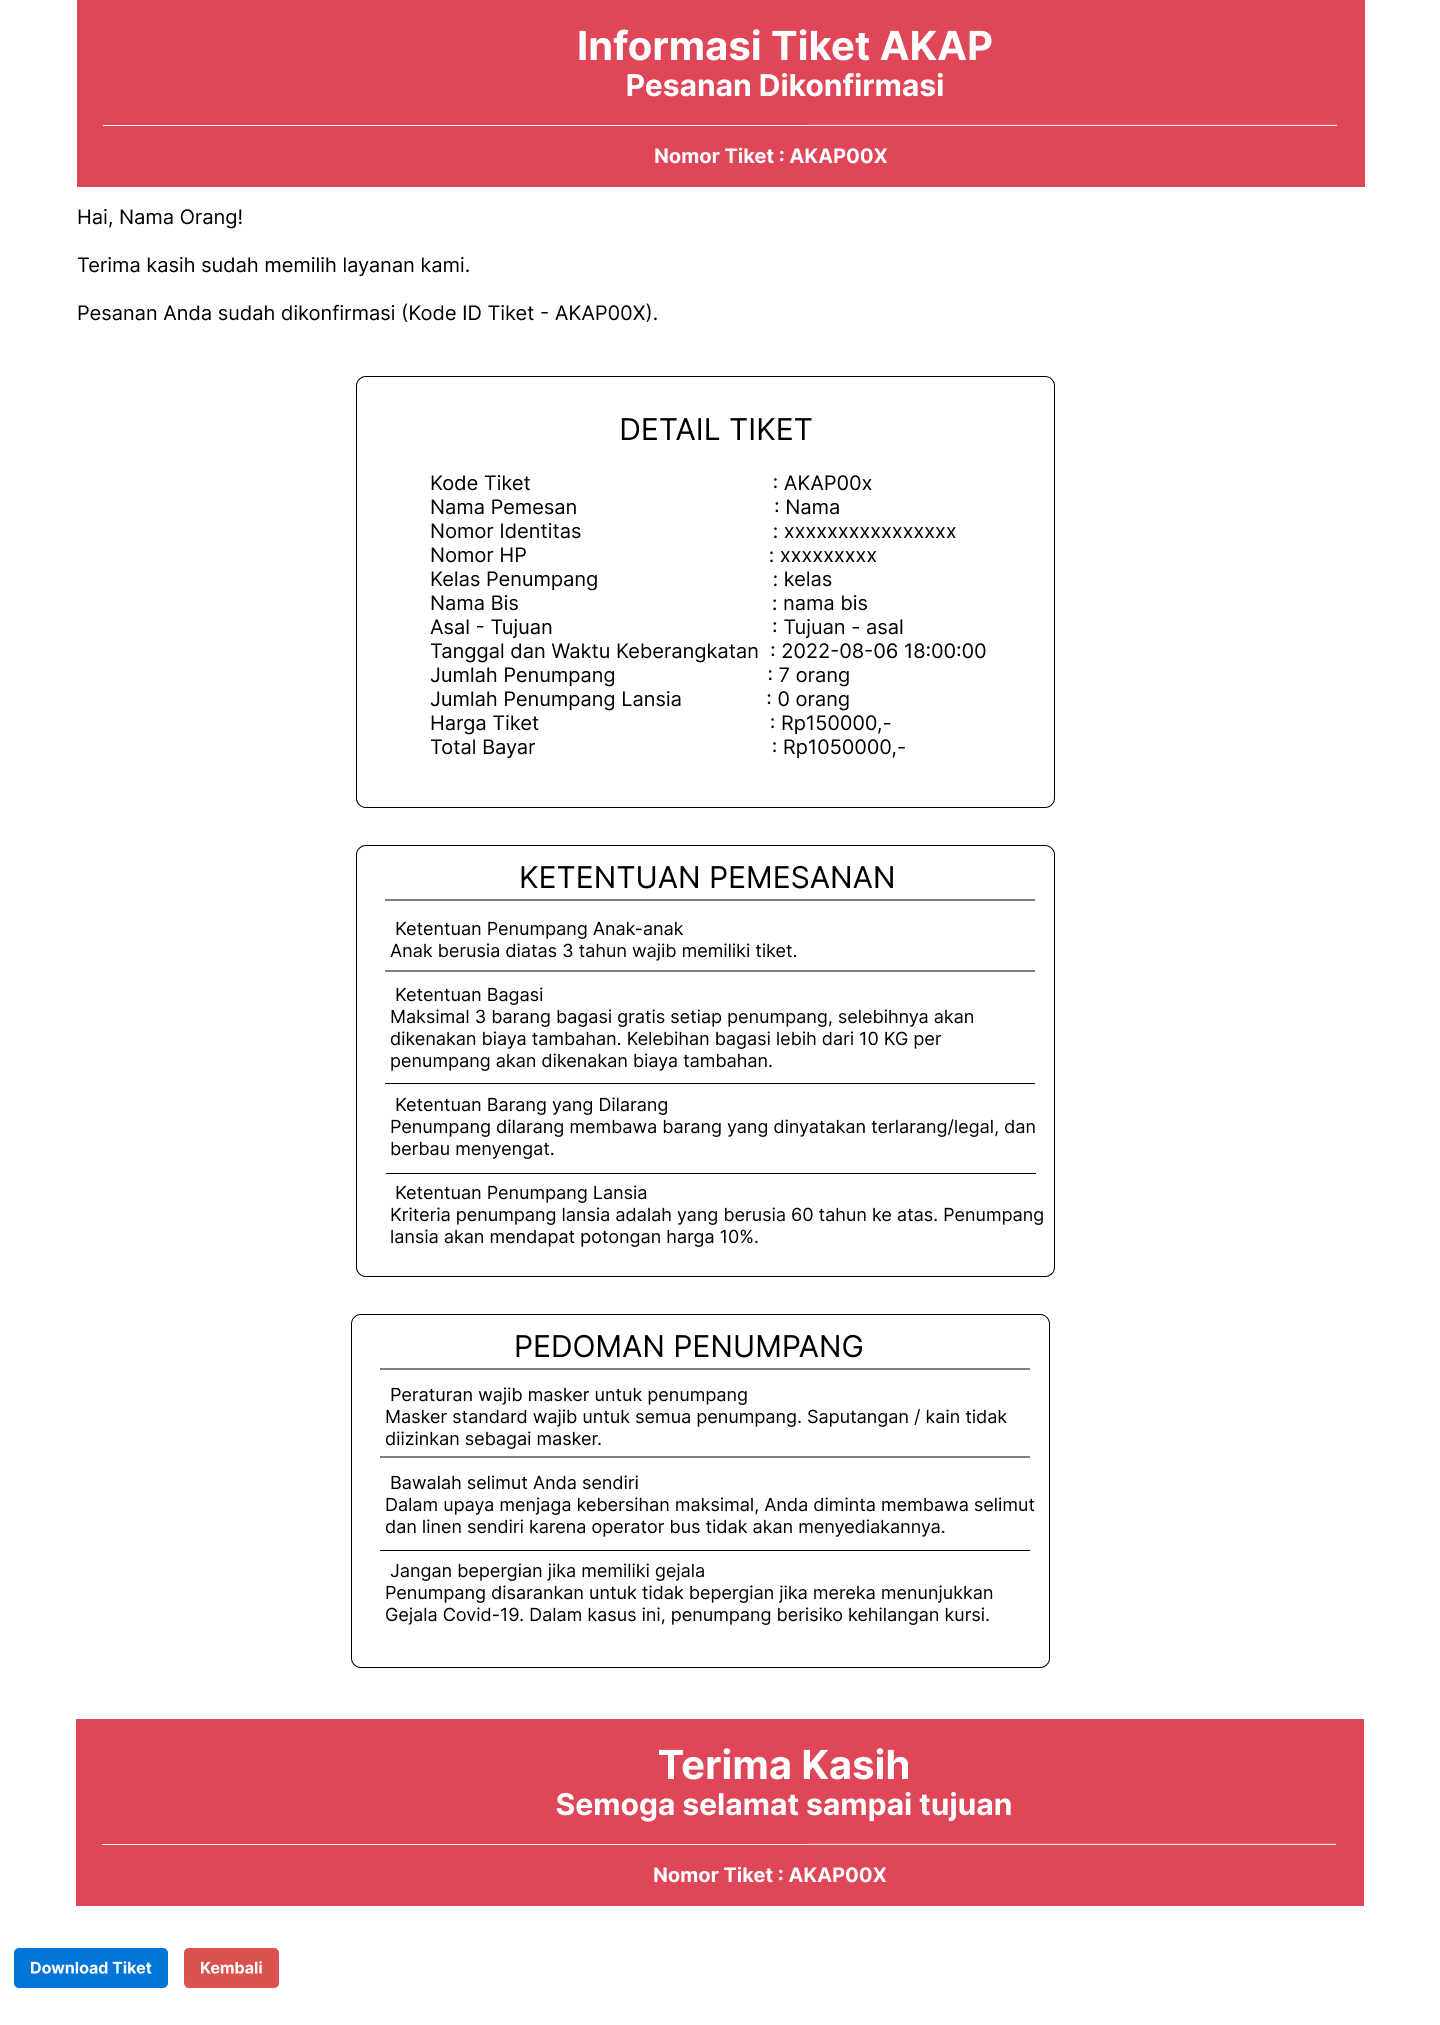 Informasi Tiket AKAP
Pesanan Dikonfirmasi
Nomor Tiket : AKAP00X
Hai, Nama Orang!
Terima kasih sudah memilih layanan kami.
Pesanan Anda sudah dikonfirmasi (Kode ID Tiket - AKAP00X).
DETAIL TIKET
Kode Tiket : AKAP00x
Nama Pemesan : Nama
Nomor Identitas : xxxxxxxxxxxxxxxx
Nomor HP : xxxxxxxxx
Kelas Penumpang : kelas
Nama Bis : nama bis
Asal - Tujuan : Tujuan - asal
Tanggal dan Waktu Keberangkatan : 2022-08-06 18:00:00
Jumlah Penumpang : 7 orang
Jumlah Penumpang Lansia : 0 orang
Harga Tiket : Rp150000,-
Total Bayar : Rp1050000,-
KETENTUAN PEMESANAN
Ketentuan Penumpang Anak-anak
Anak berusia diatas 3 tahun wajib memiliki tiket.
Ketentuan Bagasi
Maksimal 3 barang bagasi gratis setiap penumpang, selebihnya akan
dikenakan biaya tambahan. Kelebihan bagasi lebih dari 10 KG per
penumpang akan dikenakan biaya tambahan.
Ketentuan Barang yang Dilarang
Penumpang dilarang membawa barang yang dinyatakan terlarang/legal, dan
berbau menyengat.
Ketentuan Penumpang Lansia
Kriteria penumpang lansia adalah yang berusia 60 tahun ke atas. Penumpang
lansia akan mendapat potongan harga 10%.
PEDOMAN PENUMPANG
Peraturan wajib masker untuk penumpang
Masker standard wajib untuk semua penumpang. Saputangan / kain tidak
diizinkan sebagai masker.
Bawalah selimut Anda sendiri
Dalam upaya menjaga kebersihan maksimal, Anda diminta membawa selimut
dan linen sendiri karena operator bus tidak akan menyediakannya.
Jangan bepergian jika memiliki gejala
Penumpang disarankan untuk tidak bepergian jika mereka menunjukkan
Gejala Covid-19. Dalam kasus ini, penumpang berisiko kehilangan kursi.
Terima Kasih
Semoga selamat sampai tujuan
Nomor Tiket : AKAP00X
Download Tiket
Kembali